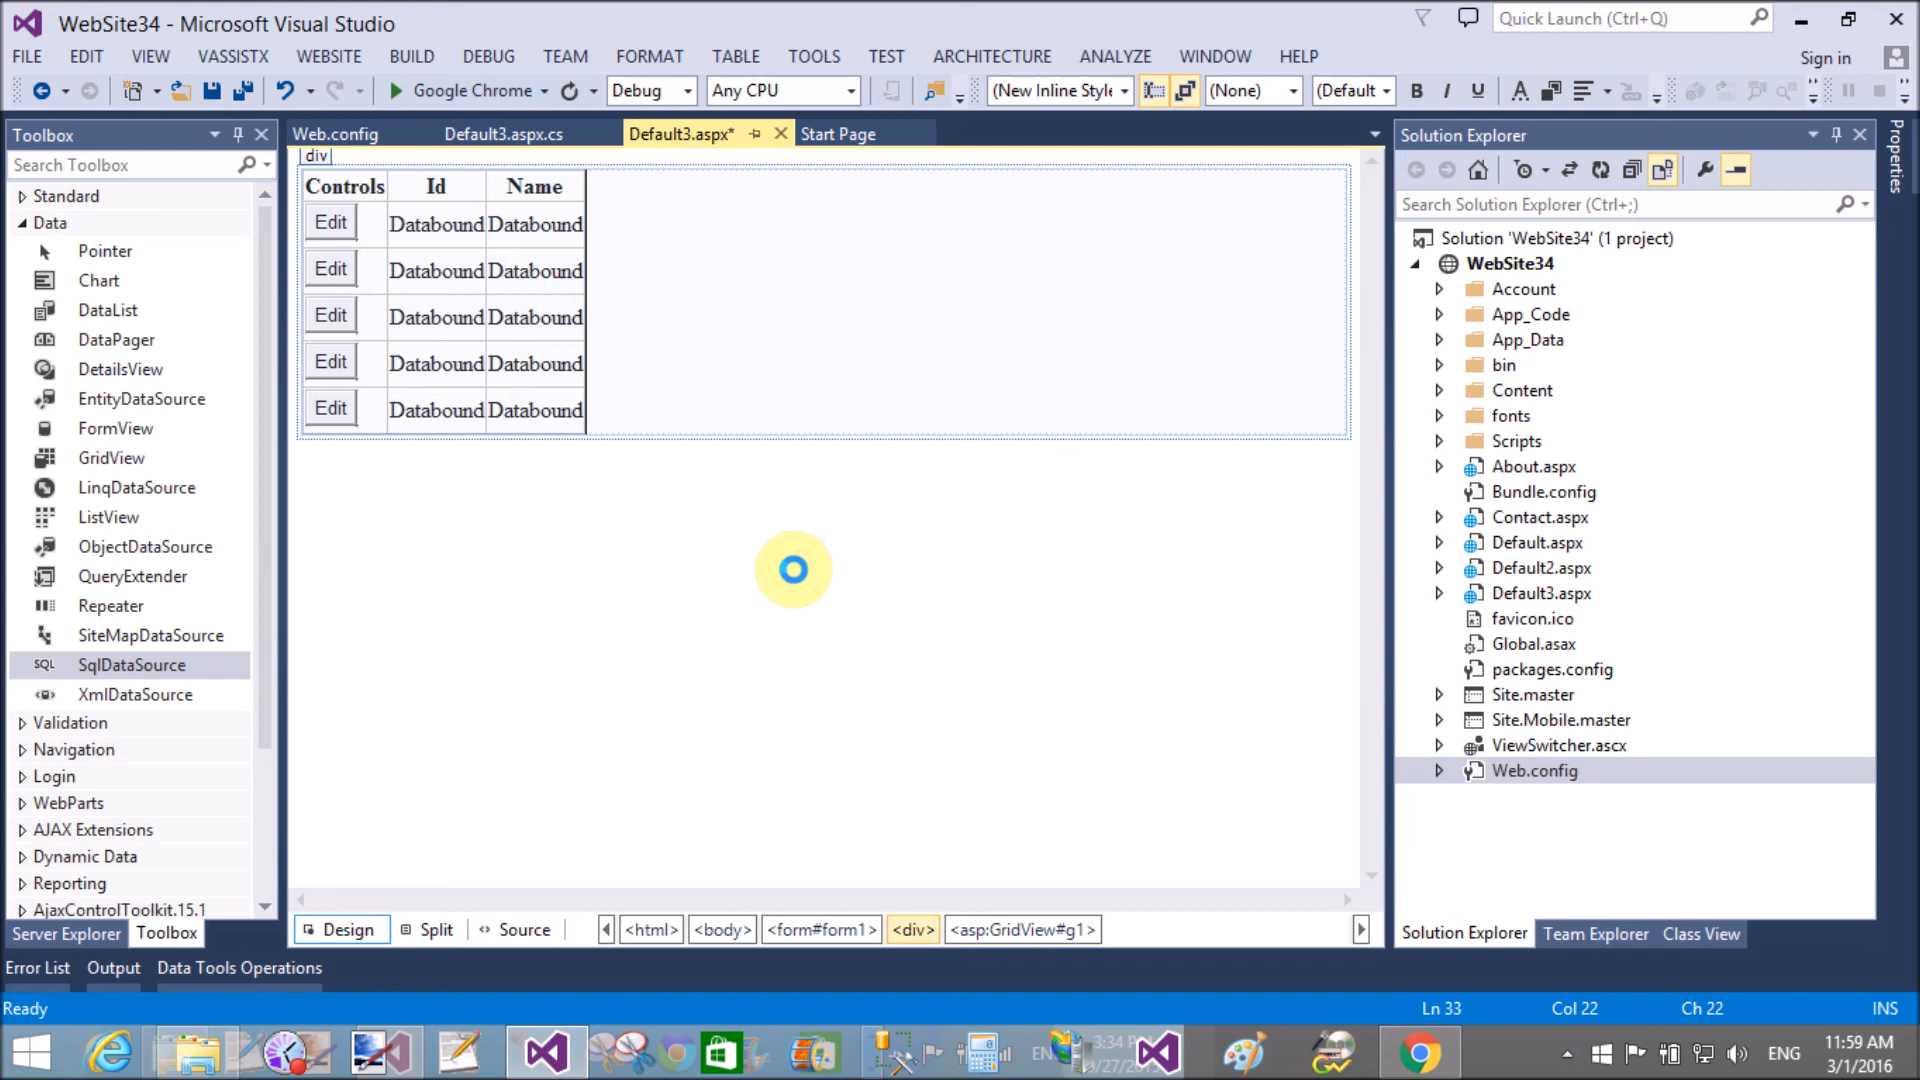 WebSite34 - Microsoft Visual Studio
Quick Launch (Ctrl+Q)
FILE EDIT VIEW VASSISTX WEBSITE BUILD DEBUG TEAM FORMAT TABLE TOOLS TEST ARCHITECTURE ANALYZE WINDOW HELP
Sign in
Google Chrome Debug Any CPU (New Inline Style (None) (Default B I U A
Toolbox
Search Toolbox
Standard
Data
Pointer
Chart
DataList
DataPager
DetailsView
EntityDataSource
FormView
GridView
LinqDataSource
ListView
ObjectDataSource
QueryExtender
Repeater
SiteMapDataSource
SQL SqlDataSource
XmlDataSource
Validation
Navigation
Login
WebParts
AJAX Extensions
Dynamic Data
Reporting
AjaxControlToolkit.15.1
Server Explorer Toolbox
Web.config Default3.aspx.cs Default3.aspx* Start Page
div
Controls Id Name
Edit Databound Databound
Edit Databound Databound
Edit Databound Databound
Edit Databound Databound
Edit Databound Databound
Design Split Source <html> <body> <form#form1> <div> <asp:GridView#g1>
Solution Explorer
Search Solution Explorer (Ctrl+;)
Solution 'WebSite34' (1 project)
WebSite34
Account
App_Code
App_Data
bin
Content
fonts
Scripts
About.aspx
Bundle.config
Contact.aspx
Default.aspx
Default2.aspx
Default3.aspx
favicon.ico
Global.asax
packages.config
Site.master
Site.Mobile.master
ViewSwitcher.ascx
Web.config
Solution Explorer Team Explorer Class View
Properties
Error List Output Data Tools Operations
Ready Ln 33 Col 22 Ch 22 INS
EN 3:34 PM
ENG
11:59 AM
3/1/2016